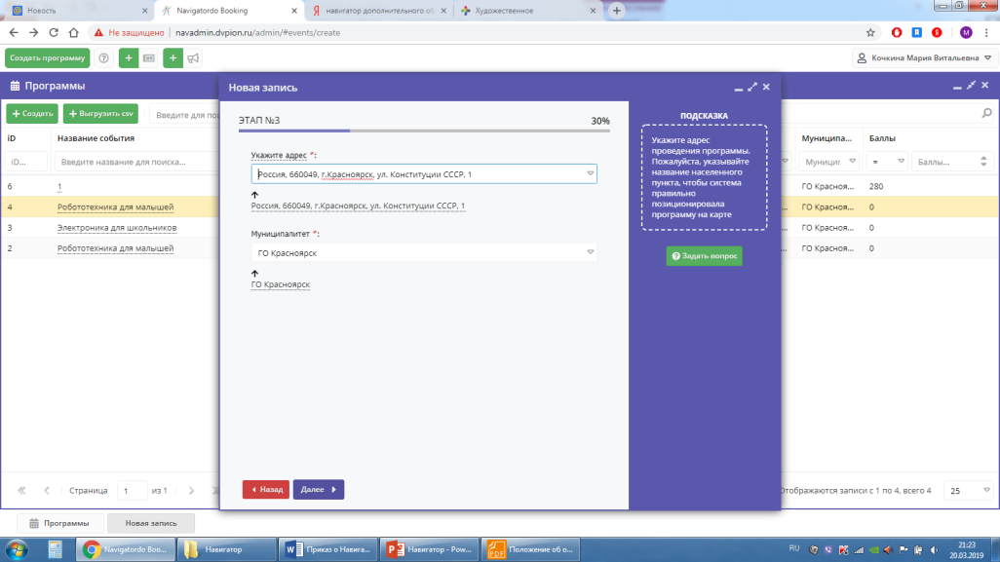 Новость
Navigatordo Booking
навигатор дополнительного об
Художественное
Не защищено | navadmin.dvpion.ru/admin/#events/create
М
Создать программу
Кочкина Мария Витальевна
Программы
+ Создать
+ Выгрузить csv
Введите для пои
iD
Название события
Муниципа...
Баллы
iD...
Введите название для поиска...
Муниции
=
Баллы...
6
1
ГО Красноя...
280
4
Робототехника для малышей
ГО Красноя...
0
3
Электроника для школьников
ГО Красноя...
0
2
Робототехника для малышей
ГО Красноя...
0
Новая запись
ЭТАП №3
30%
Укажите адрес *:
Россия, 660049, г.Красноярск, ул. Конституции СССР, 1
Россия, 660049, г.Красноярск, ул. Конституции СССР, 1
Муниципалитет *:
ГО Красноярск
ГО Красноярск
Назад
Далее
ПОДСКАЗКА
Укажите адрес
проведения программы.
Пожалуйста, указывайте
название населенного
пункта, чтобы система
правильно
позиционировала
программу на карте
Задать вопрос
Страница
1
из 1
Отображаются записи с 1 по 4, всего 4
25
Программы
Новая запись
Navigatordo Boo...
Навигатор
Приказ о Навига...
Навигатор - Pow...
Положение об о...
RU
21:23
20.03.2019